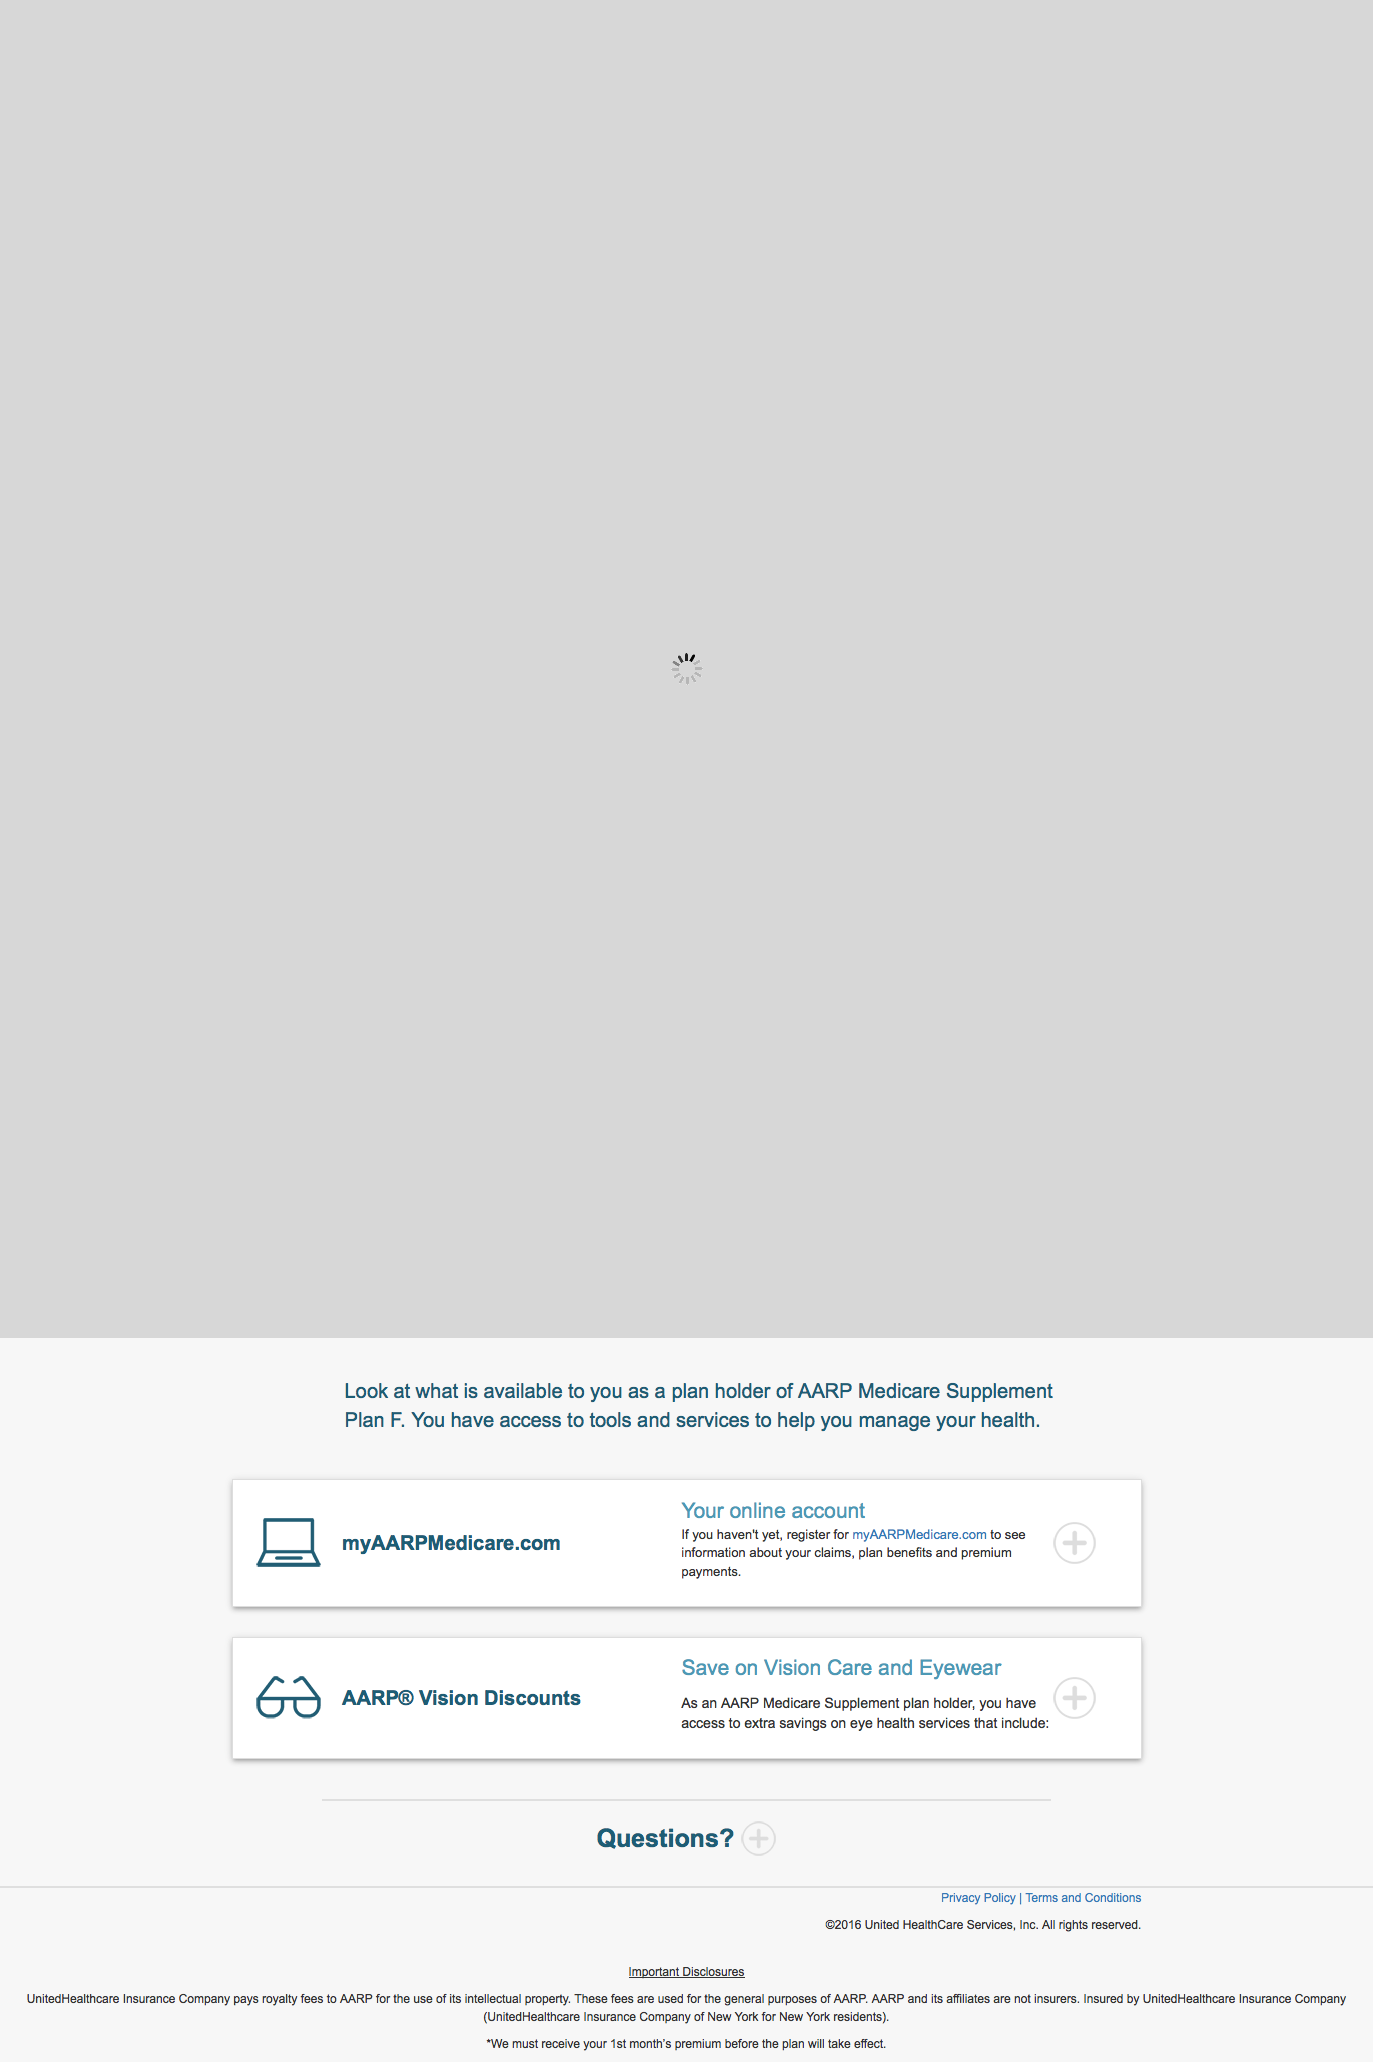 Look at what is available to you as a plan holder of AARP Medicare Supplement
Plan F. You have access to tools and services to help you manage your health.
myAARPMedicare.com
Your online account
If you haven't yet, register for myAARPMedicare.com to see
information about your claims, plan benefits and premium
payments.
AARP® Vision Discounts
Save on Vision Care and Eyewear
As an AARP Medicare Supplement plan holder, you have
access to extra savings on eye health services that include:
Questions?
Privacy Policy | Terms and Conditions
©2016 United HealthCare Services, Inc. All rights reserved.
Important Disclosures
UnitedHealthcare Insurance Company pays royalty fees to AARP for the use of its intellectual property. These fees are used for the general purposes of AARP. AARP and its affiliates are not insurers. Insured by UnitedHealthcare Insurance Company
(UnitedHealthcare Insurance Company of New York for New York residents).
*We must receive your 1st month’s premium before the plan will take effect.